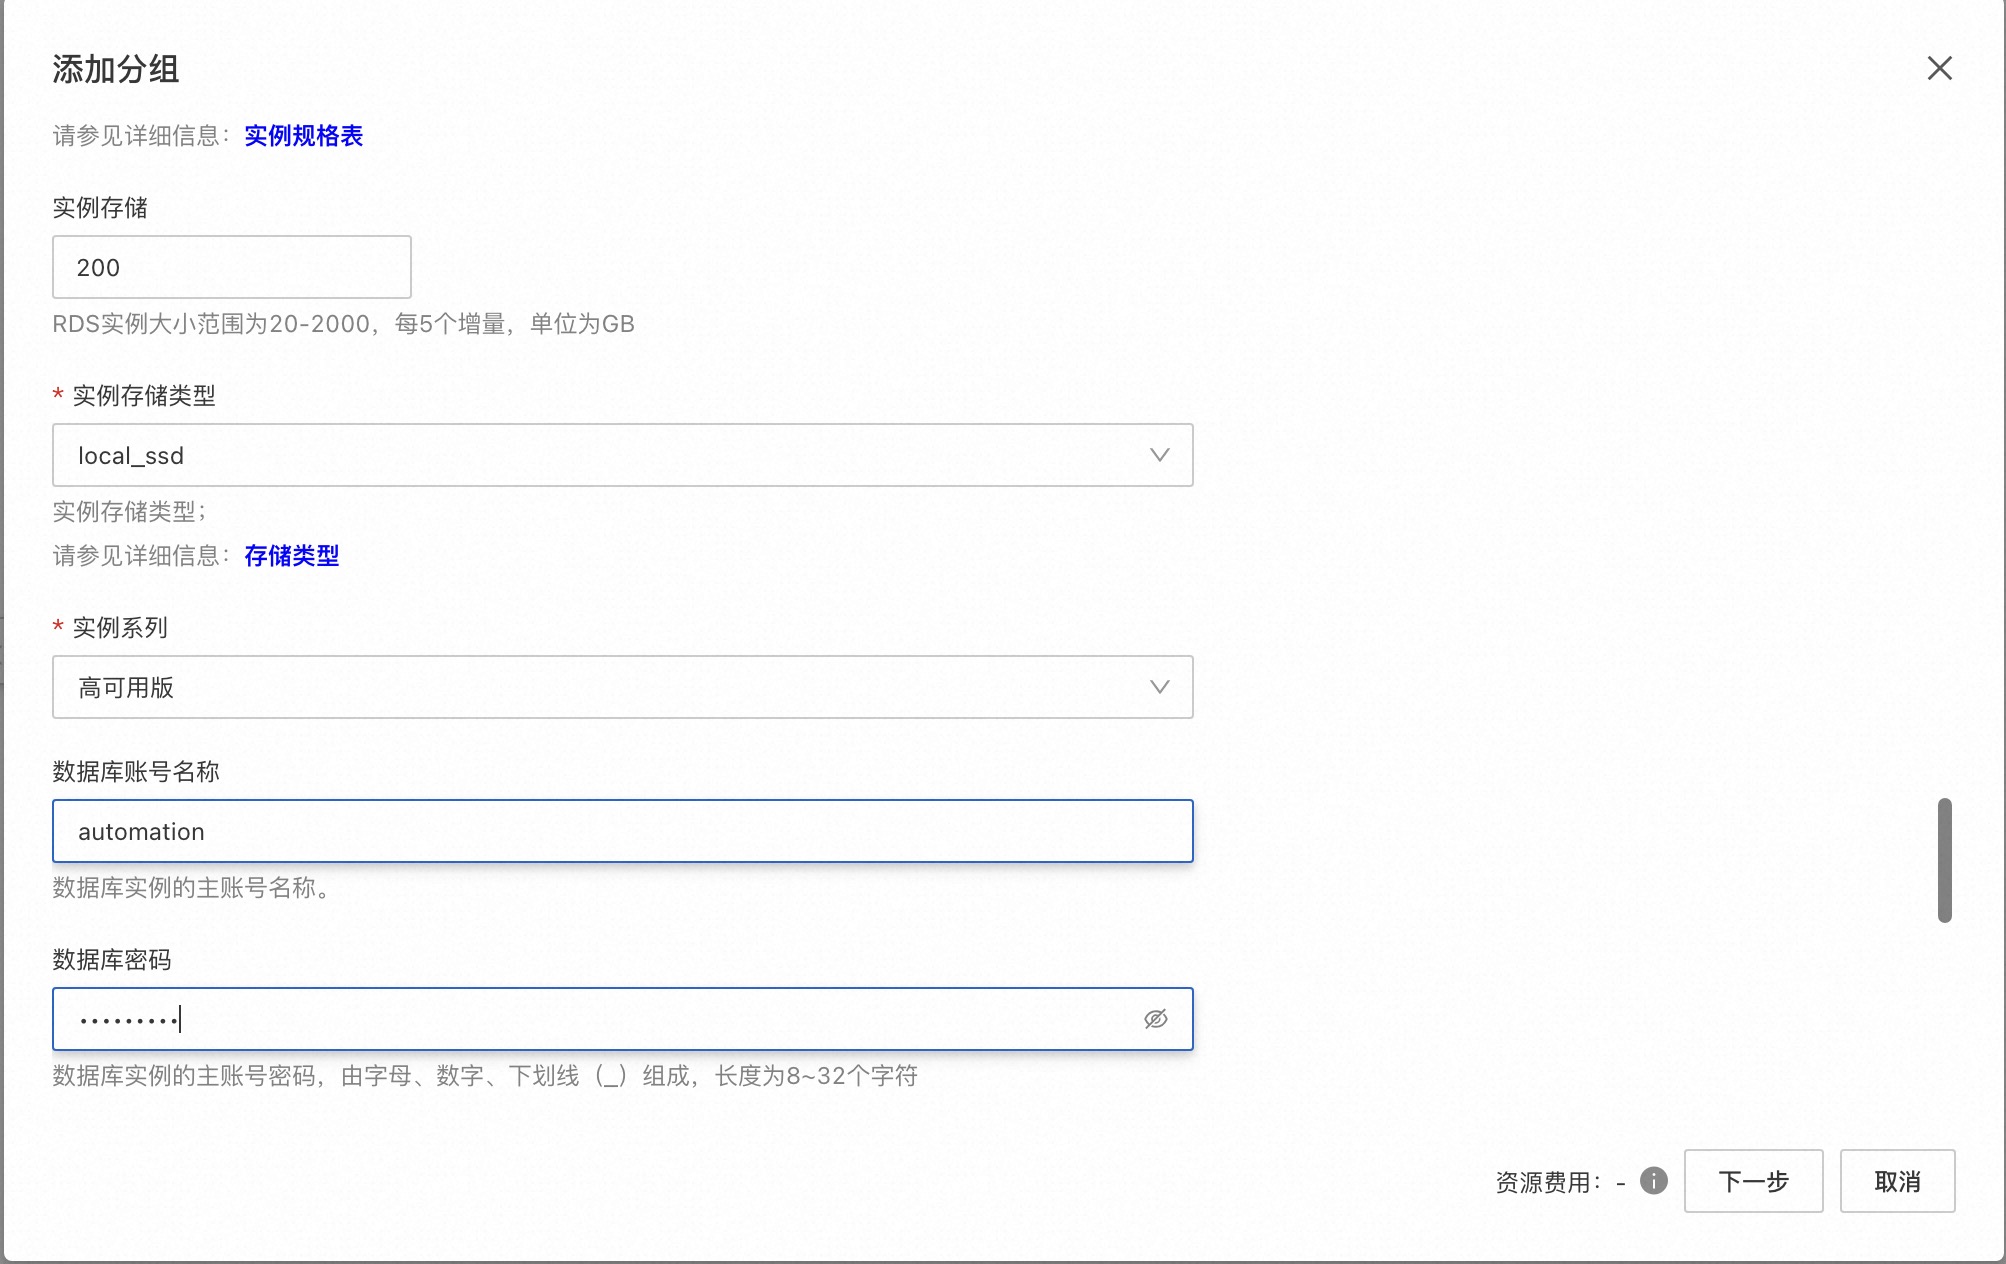 添加分组
请参见详细信息：实例规格表
实例存储
200
RDS实例大小范围为20-2000，每5个增量，单位为GB
* 实例存储类型
local_ssd
实例存储类型；
请参见详细信息：存储类型
* 实例系列
高可用版
数据库账号名称
automation
数据库实例的主账号名称。
数据库密码
•••••••••
数据库实例的主账号密码，由字母、数字、下划线（_）组成，长度为8~32个字符
资源费用：- 下一步 取消